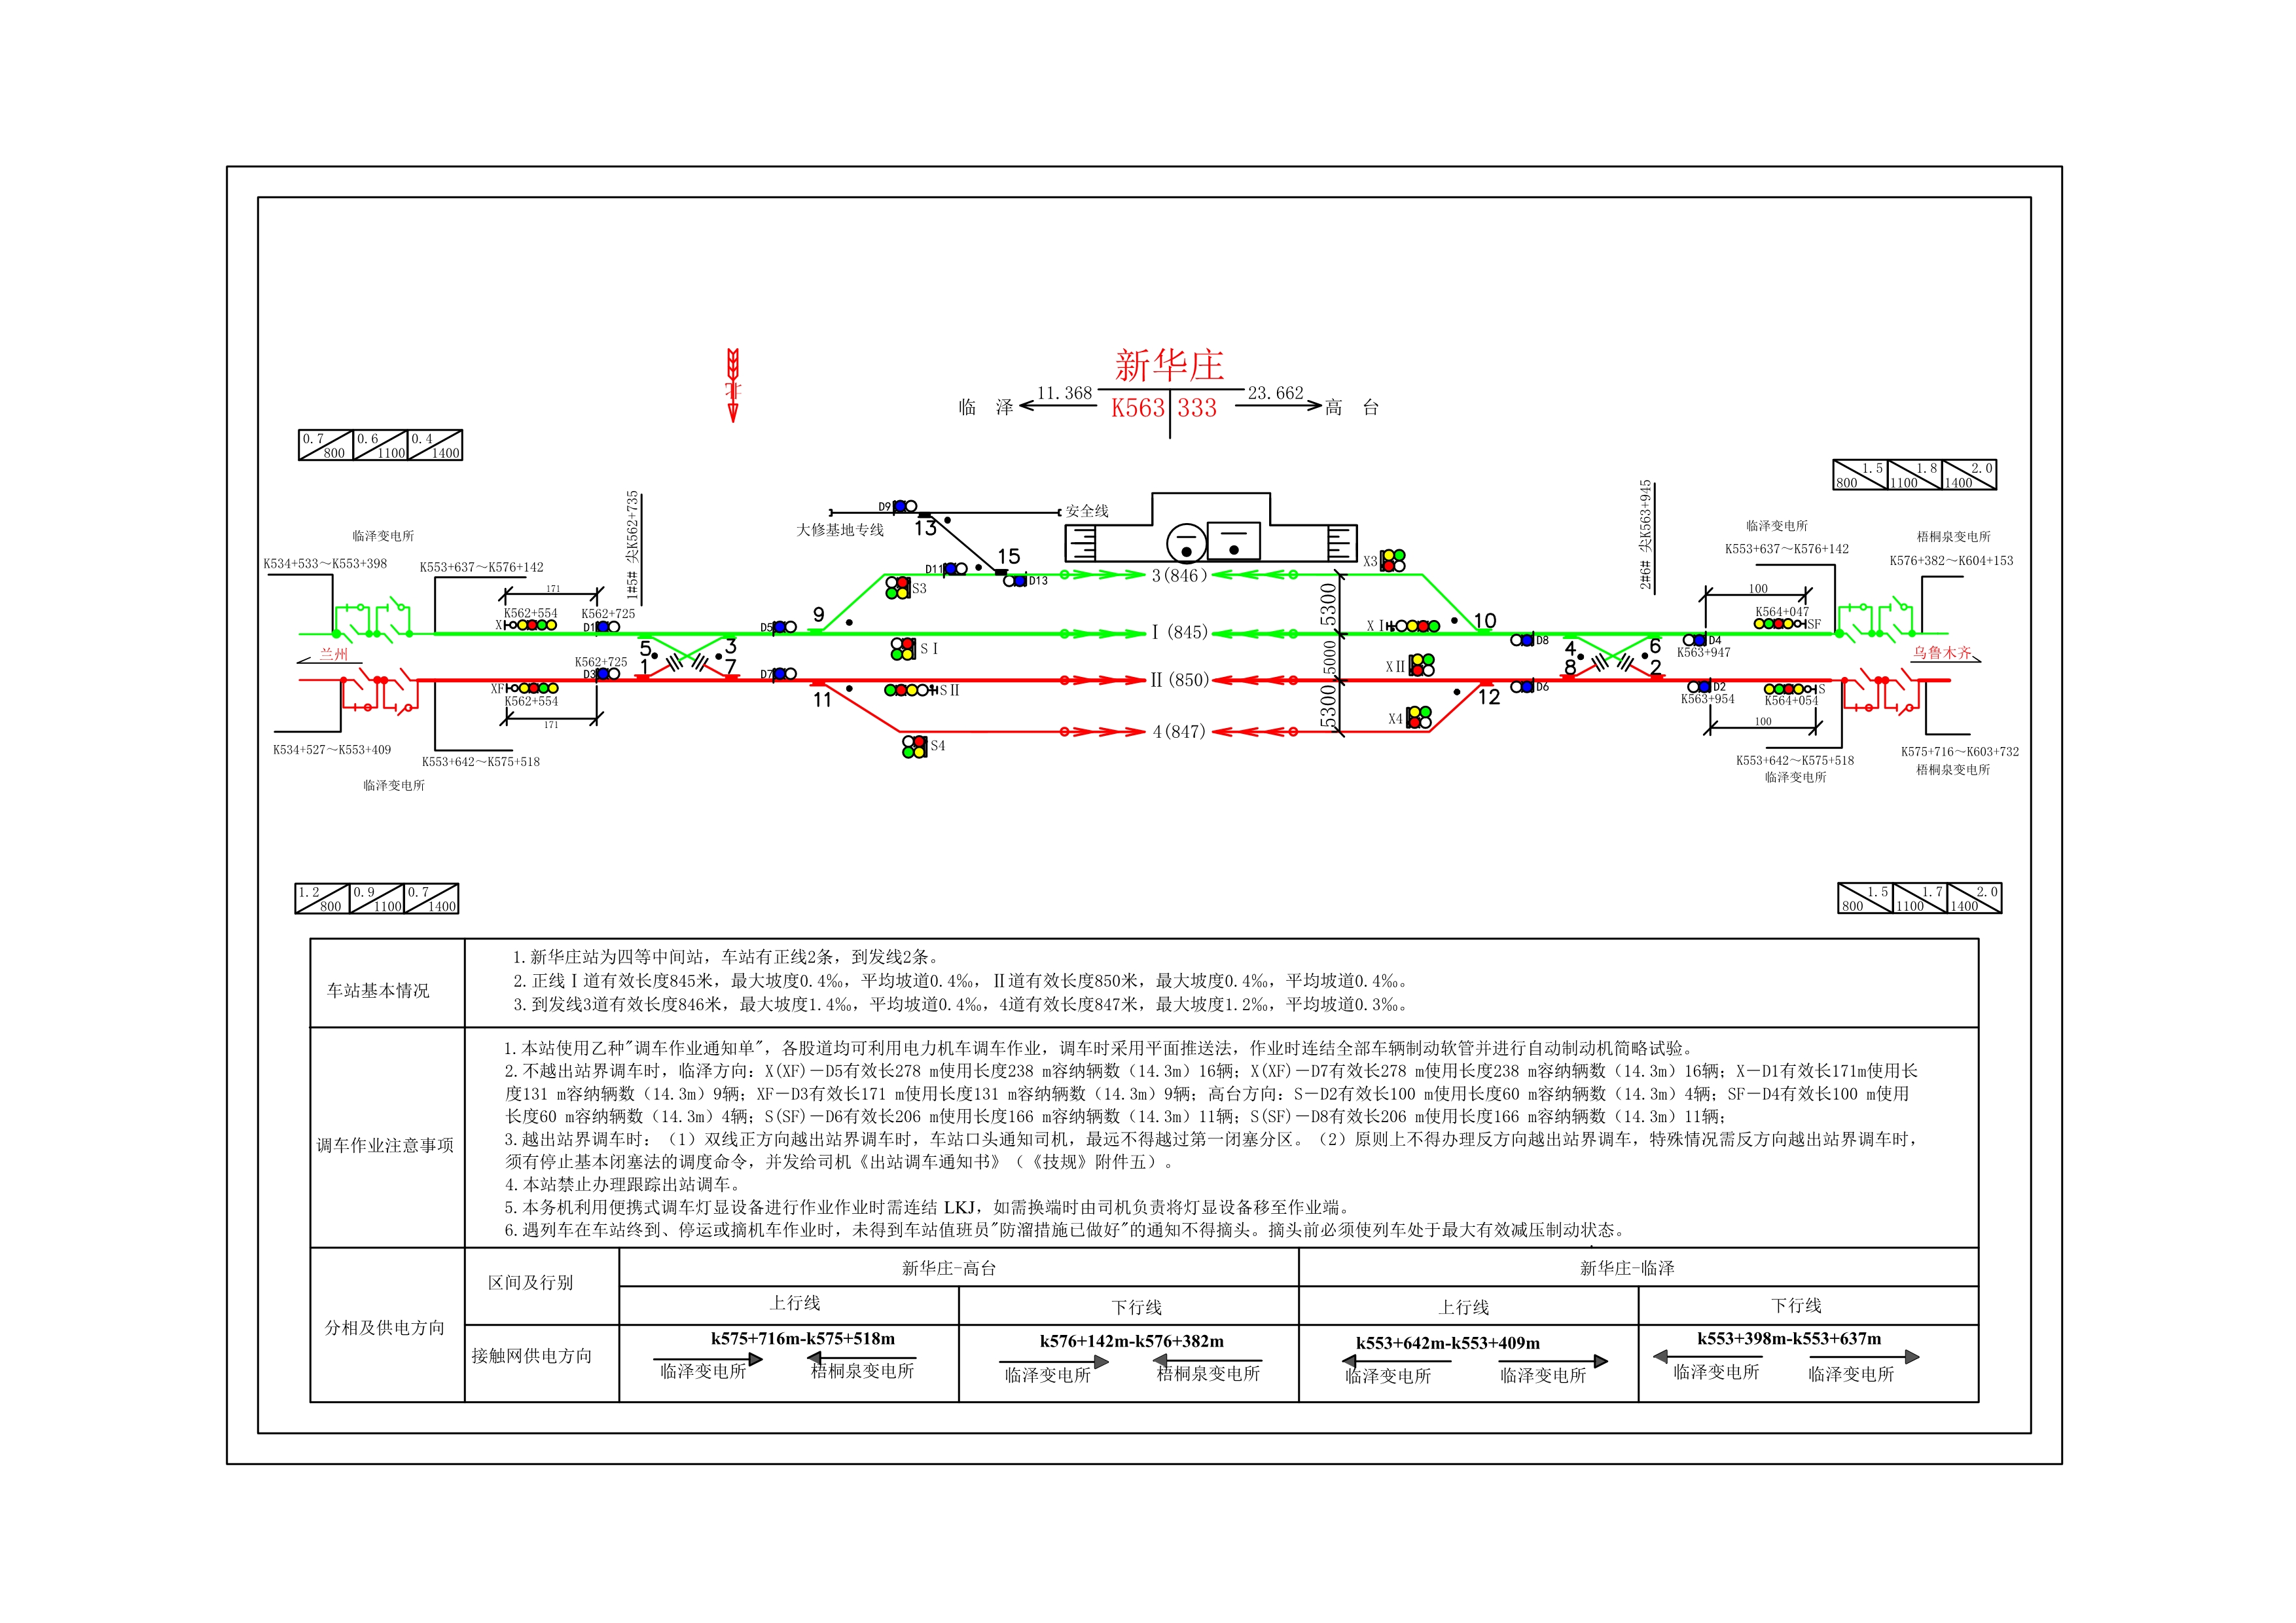 新华庄
北
临 泽 11.368 K563 333 23.662 高 台
0.7 800 0.6 1100 0.4 1400
1.5 800 1.8 1100 2.0 1400
1#5# 尖K562+735
2#6# 尖K563+945
D9 13 安全线
大修基地专线
临泽变电所
临泽变电所
梧桐泉变电所
K534+533~K553+398
K553+637~K576+142
K553+637~K576+142
K576+382~K604+153
D11 15 D13 3(846) X3
171 S3 5300 100
K562+554 K562+725 K564+047
X D1 D5 9 Ⅰ(845) XⅠ 10 SF
兰州 5 3 SⅠ D8 4 6 D4 乌鲁木齐
K563+947
K562+725 1 7 5000 XⅡ 8 2
XF D3 D7 Ⅱ(850) D6 D2 S
K562+554 11 SⅡ 12 K563+954 K564+054
171 5300 X4 100
S4 4(847)
K534+527~K553+409
K553+642~K575+518
K553+642~K575+518
K575+716~K603+732
临泽变电所
临泽变电所
梧桐泉变电所
1.2 800 0.9 1100 0.7 1400
1.5 800 1.7 1100 2.0 1400
车站基本情况
1.新华庄站为四等中间站，车站有正线2条，到发线2条。
2.正线Ⅰ道有效长度845米，最大坡度0.4‰，平均坡道0.4‰，Ⅱ道有效长度850米，最大坡度0.4‰，平均坡道0.4‰。
3.到发线3道有效长度846米，最大坡度1.4‰，平均坡道0.4‰，4道有效长度847米，最大坡度1.2‰，平均坡道0.3‰。
调车作业注意事项
1.本站使用乙种"调车作业通知单"，各股道均可利用电力机车调车作业，调车时采用平面推送法，作业时连结全部车辆制动软管并进行自动制动机简略试验。
2.不越出站界调车时，临泽方向：X(XF)－D5有效长278 m使用长度238 m容纳辆数（14.3m）16辆；X(XF)－D7有效长278 m使用长度238 m容纳辆数（14.3m）16辆；X－D1有效长171m使用长
度131 m容纳辆数（14.3m）9辆；XF－D3有效长171 m使用长度131 m容纳辆数（14.3m）9辆；高台方向：S－D2有效长100 m使用长度60 m容纳辆数（14.3m）4辆；SF－D4有效长100 m使用
长度60 m容纳辆数（14.3m）4辆；S(SF)－D6有效长206 m使用长度166 m容纳辆数（14.3m）11辆；S(SF)－D8有效长206 m使用长度166 m容纳辆数（14.3m）11辆；
3.越出站界调车时：（1）双线正方向越出站界调车时，车站口头通知司机，最远不得越过第一闭塞分区。（2）原则上不得办理反方向越出站界调车，特殊情况需反方向越出站界调车时，
须有停止基本闭塞法的调度命令，并发给司机《出站调车通知书》（《技规》附件五）。
4.本站禁止办理跟踪出站调车。
5.本务机利用便携式调车灯显设备进行作业作业时需连结 LKJ，如需换端时由司机负责将灯显设备移至作业端。
6.遇列车在车站终到、停运或摘机车作业时，未得到车站值班员"防溜措施已做好"的通知不得摘头。摘头前必须使列车处于最大有效减压制动状态。
分相及供电方向
区间及行别 新华庄-高台 新华庄-临泽
上行线 下行线 上行线 下行线
接触网供电方向
k575+716m-k575+518m k576+142m-k576+382m k553+642m-k553+409m k553+398m-k553+637m
临泽变电所 梧桐泉变电所 临泽变电所 梧桐泉变电所 临泽变电所 临泽变电所 临泽变电所 临泽变电所